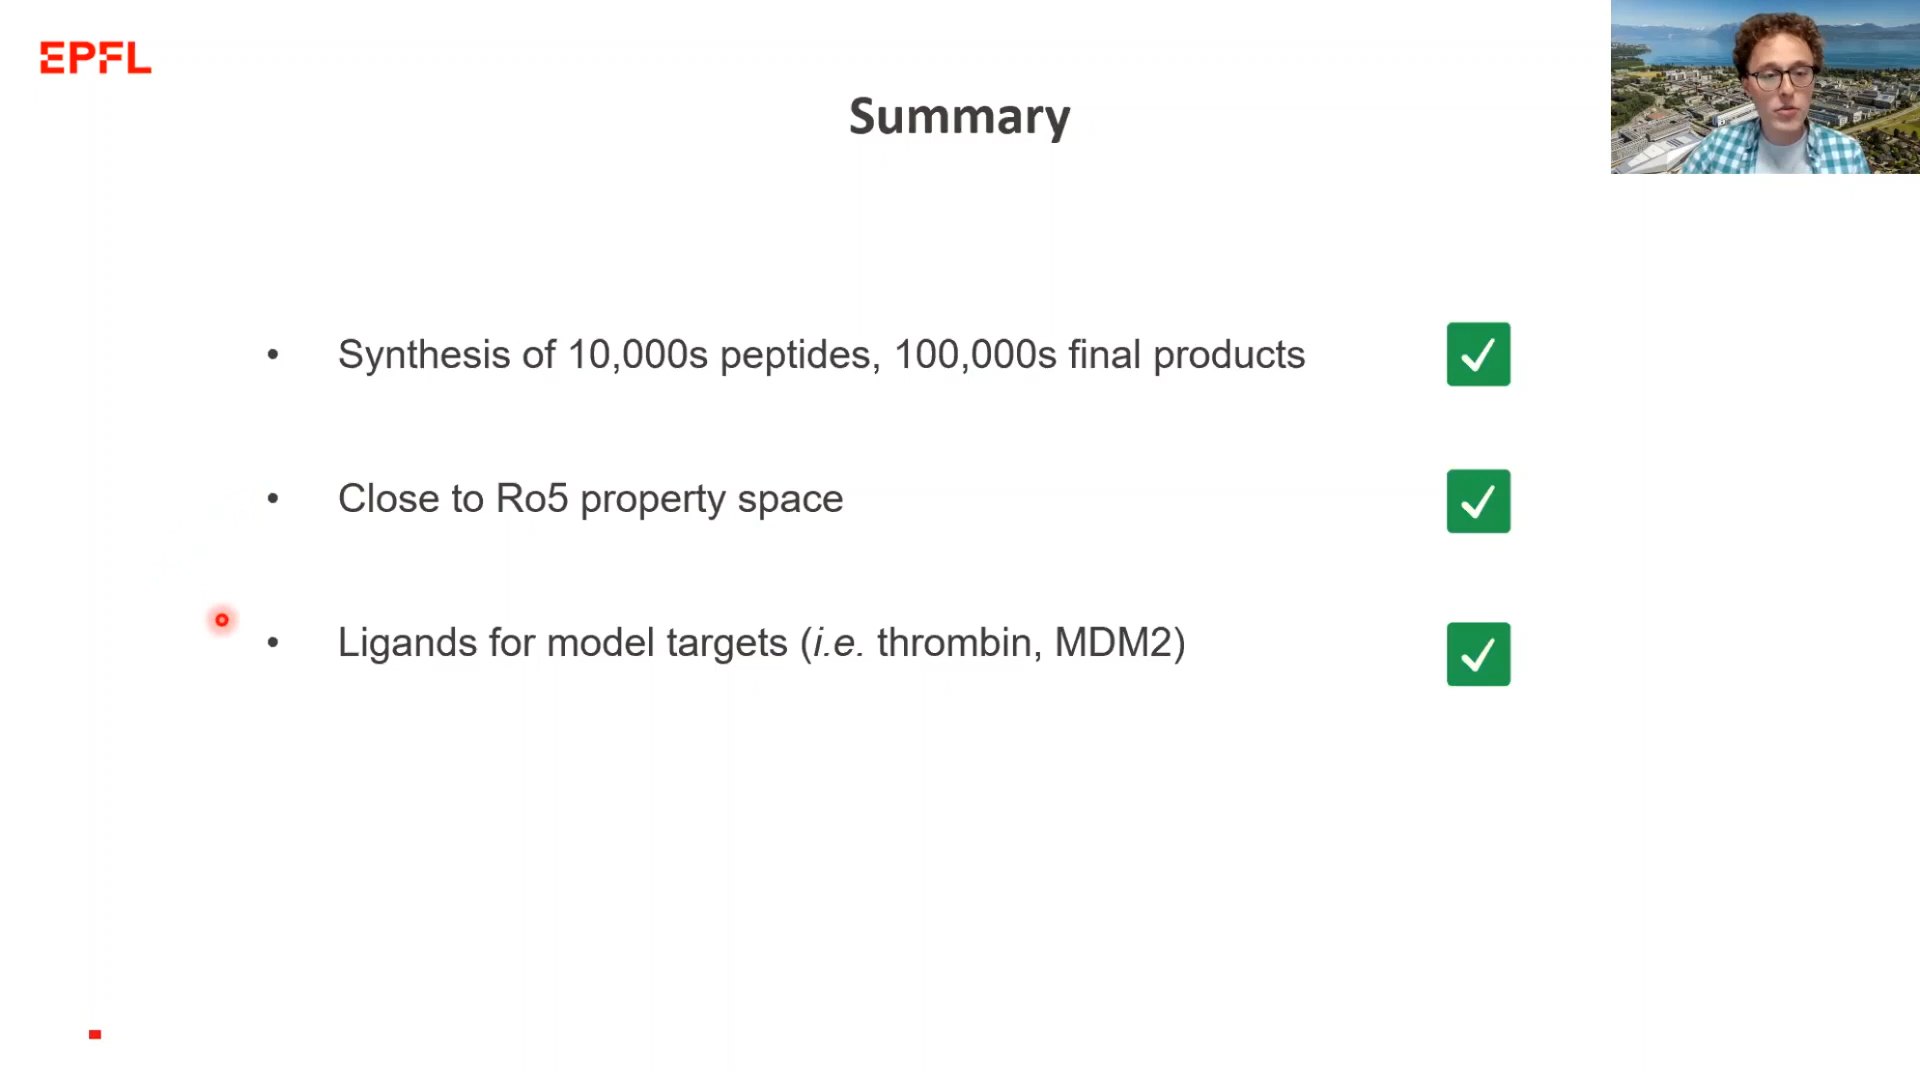 EPFL
Summary
• Synthesis of 10,000s peptides, 100,000s final products
• Close to Ro5 property space
• Ligands for model targets (i.e. thrombin, MDM2)